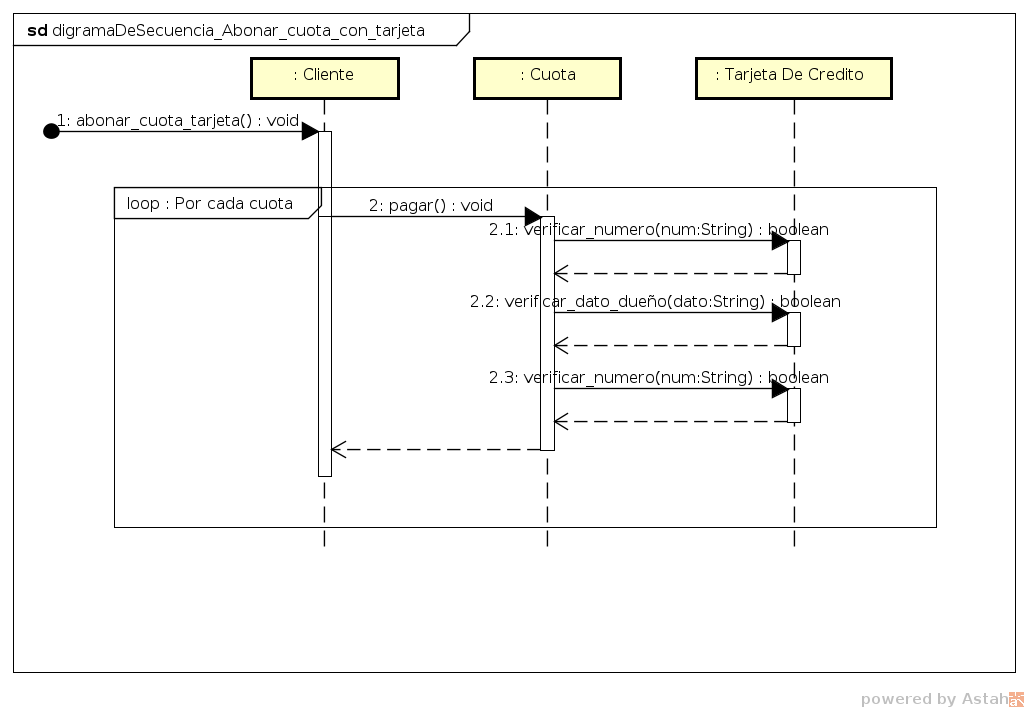 sd digramaDeSecuencia_Abonar_cuota_con_tarjeta
: Cliente
: Cuota
: Tarjeta De Credito
1: abonar_cuota_tarjeta() : void
loop : Por cada cuota
2: pagar() : void
2.1: verificar_numero(num:String) : boolean
2.2: verificar_dato_dueño(dato:String) : boolean
2.3: verificar_numero(num:String) : boolean
powered by Astah